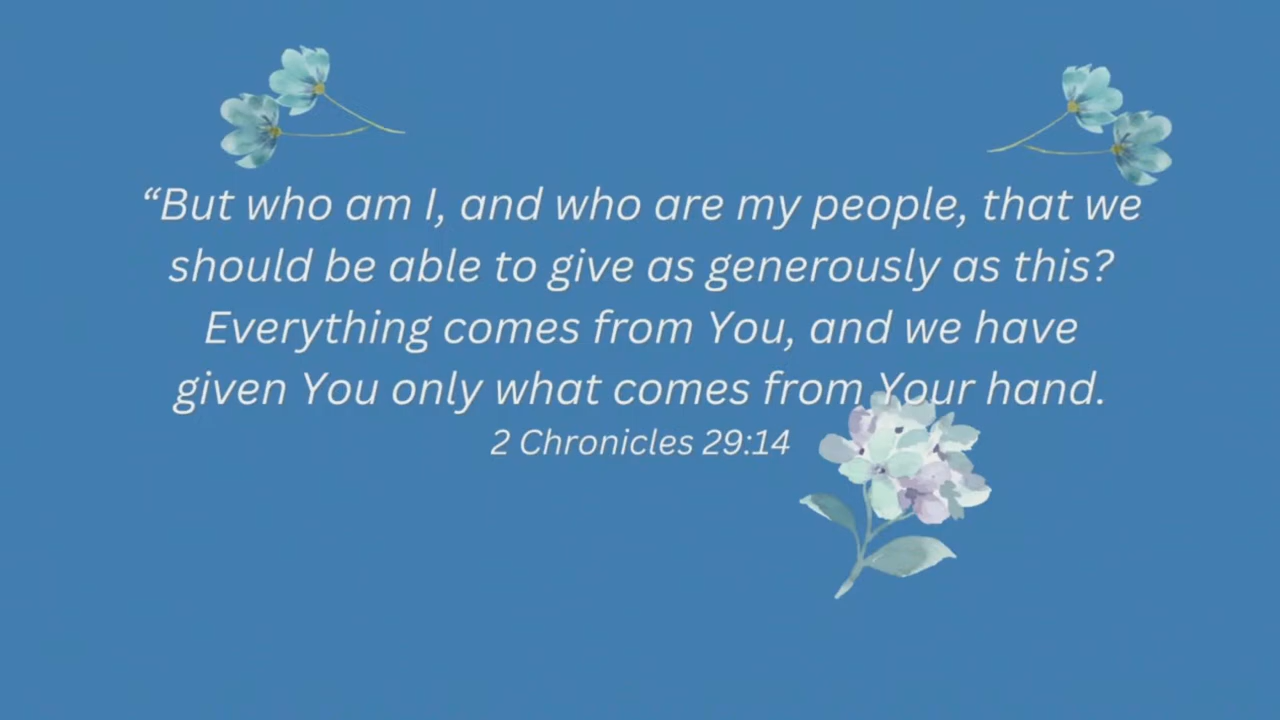 “But who am I, and who are my people, that we
should be able to give as generously as this?
Everything comes from You, and we have
given You only what comes from Your hand.
2 Chronicles 29:14